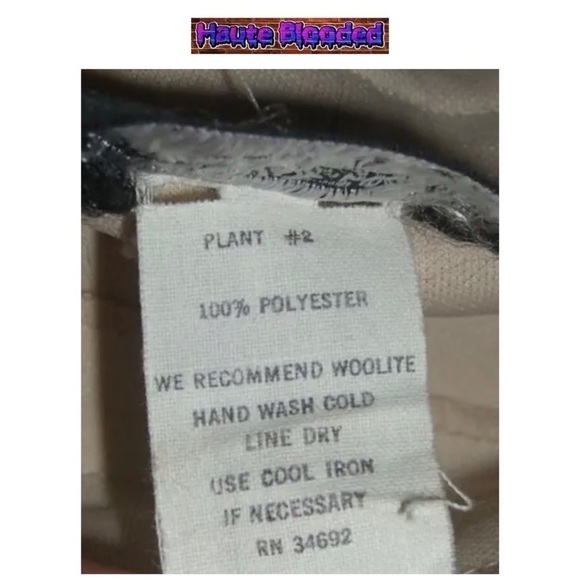 Haute Blooded
PLANT #2
100% POLYESTER
WE RECOMMEND WOOLITE
HAND WASH COLD
LINE DRY
USE COOL IRON
IF NECESSARY
RN 34692